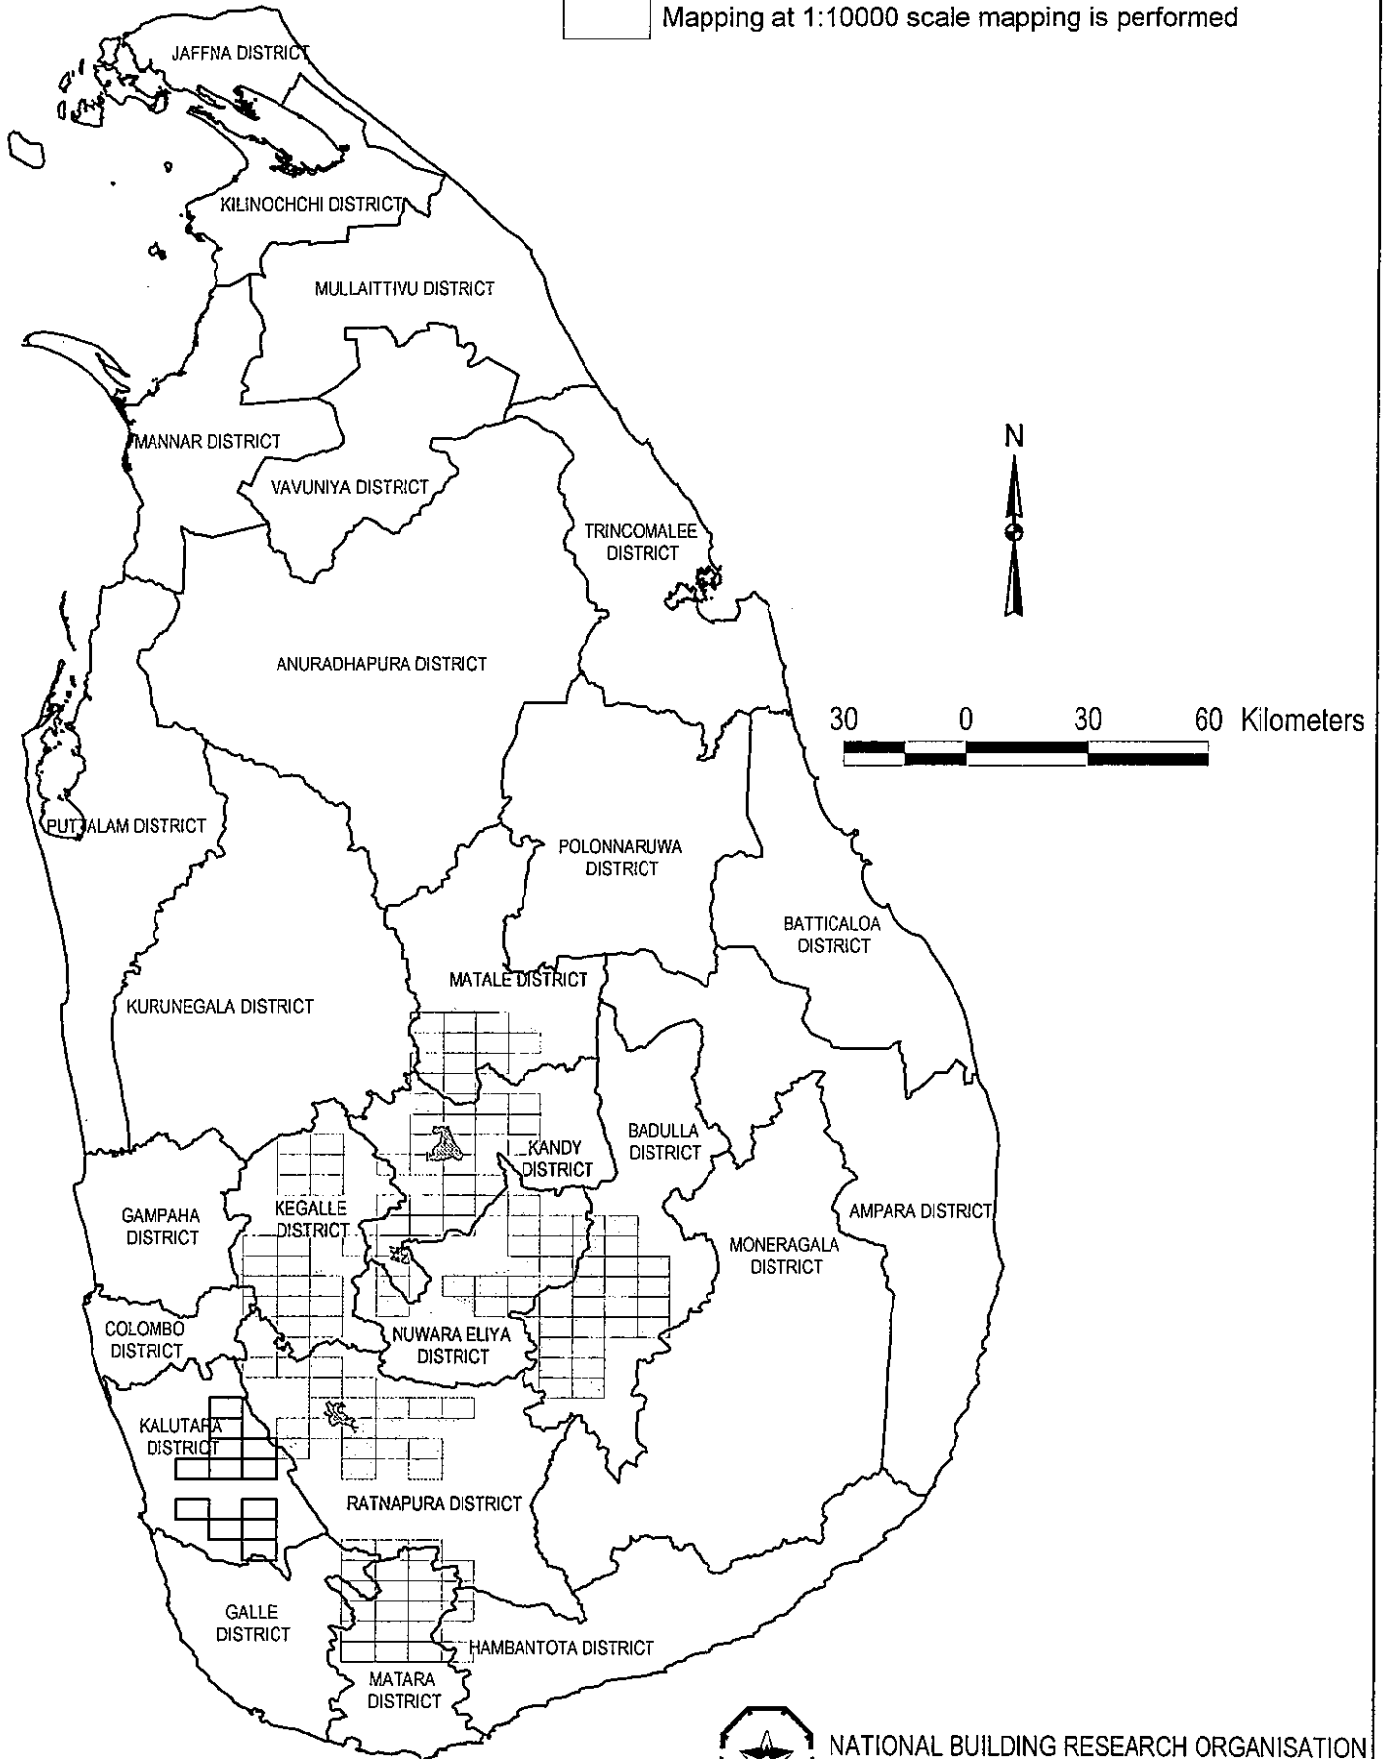 Mapping at 1:10000 scale mapping is performed
JAFFNA DISTRICT
KILINOCHCHI DISTRICT
MULLAITTIVU DISTRICT
MANNAR DISTRICT
VAVUNIYA DISTRICT
N
TRINCOMALEE
DISTRICT
ANURADHAPURA DISTRICT
30 0 30 60 Kilometers
PUTTALAM DISTRICT
POLONNARUWA
DISTRICT
BATTICALOA
DISTRICT
MATALE DISTRICT
KURUNEGALA DISTRICT
KANDY
DISTRICT
BADULLA
DISTRICT
GAMPAHA
DISTRICT
KEGALLE
DISTRICT
AMPARA DISTRICT
MONERAGALA
DISTRICT
COLOMBO
DISTRICT
NUWARA ELIYA
DISTRICT
KALUTARA
DISTRICT
RATNAPURA DISTRICT
GALLE
DISTRICT
HAMBANTOTA DISTRICT
MATARA
DISTRICT
NATIONAL BUILDING RESEARCH ORGANISATION